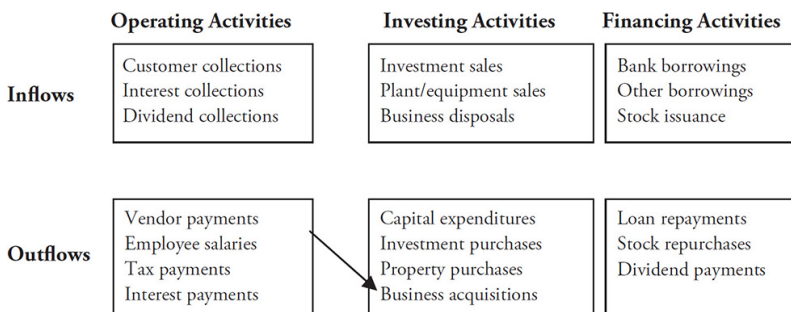 Operating Activities
Investing Activities
Financing Activities
Inflows
Customer collections
Interest collections
Dividend collections
Investment sales
Plant/equipment sales
Business disposals
Bank borrowings
Other borrowings
Stock issuance
Outflows
Vendor payments
Employee salaries
Tax payments
Interest payments
Capital expenditures
Investment purchases
Property purchases
Business acquisitions
Loan repayments
Stock repurchases
Dividend payments